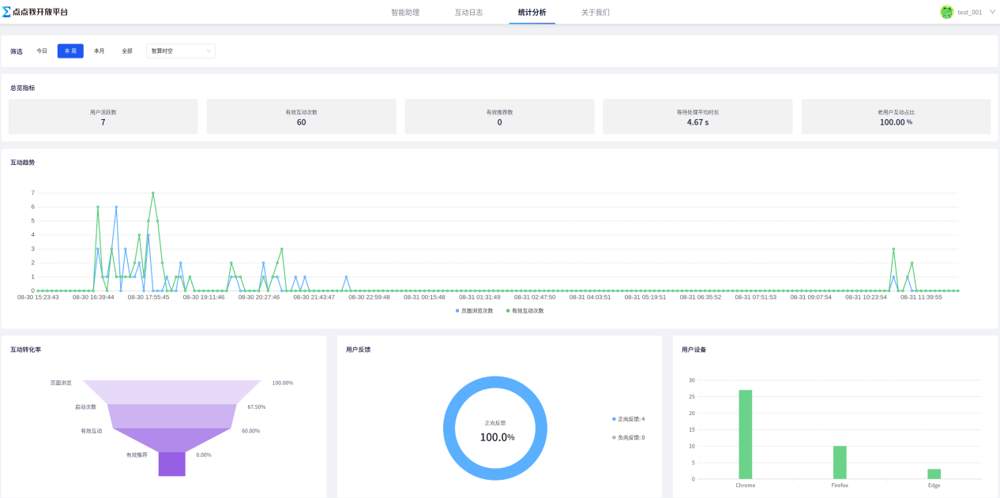 点点我开放平台
智能助理 互动日志 统计分析 关于我们
test_001
筛选 今日 本周 本月 全部 智算时空
总览指标
用户活跃数
7
有效互动次数
60
有效推荐数
0
等待处理平均时长
4.67 s
老用户互动占比
100.00 %
互动趋势
7
6
5
4
3
2
1
0
08-30 15:23:43 08-30 16:39:44 08-30 17:55:45 08-30 19:11:46 08-30 20:27:46 08-30 21:43:47 08-30 22:59:48 08-31 00:15:48 08-31 01:31:49 08-31 02:47:50 08-31 04:03:51 08-31 05:19:51 08-31 06:35:52 08-31 07:51:53 08-31 09:07:54 08-31 10:23:54 08-31 11:39:55
页面浏览次数 有效互动次数
互动转化率
页面浏览 100.00%
启动次数 67.50%
有效互动 60.00%
有效推荐 0.00%
用户反馈
正向反馈
100.0%
正向反馈: 4
负向反馈: 0
用户设备
30
25
20
15
10
5
0
Chrome Firefox Edge